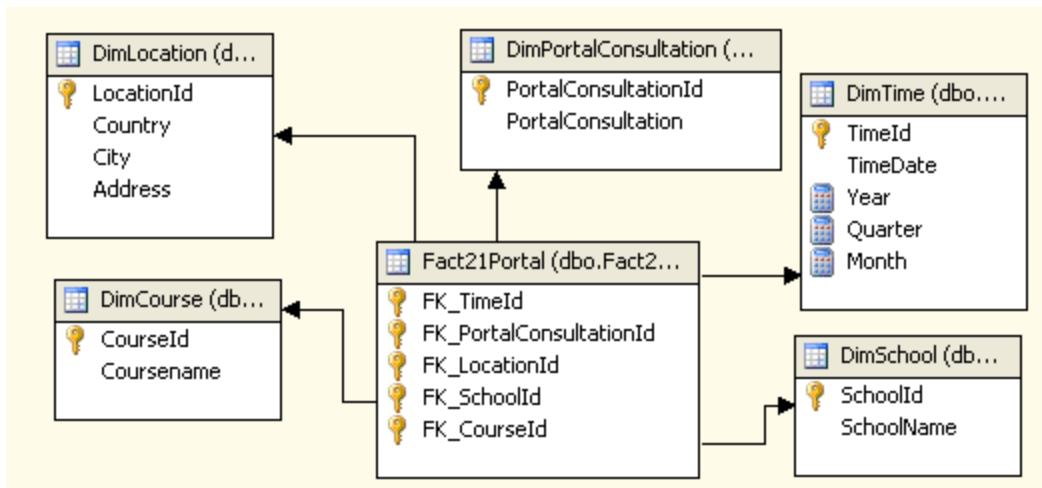 DimLocation (d...
LocationId
Country
City
Address
DimPortalConsultation (...
PortalConsultationId
PortalConsultation
DimTime (dbo....
TimeId
TimeDate
Year
Quarter
Month
Fact21Portal (dbo.Fact2...
FK_TimeId
FK_PortalConsultationId
FK_LocationId
FK_SchoolId
FK_CourseId
DimCourse (db...
CourseId
Coursename
DimSchool (db...
SchoolId
SchoolName